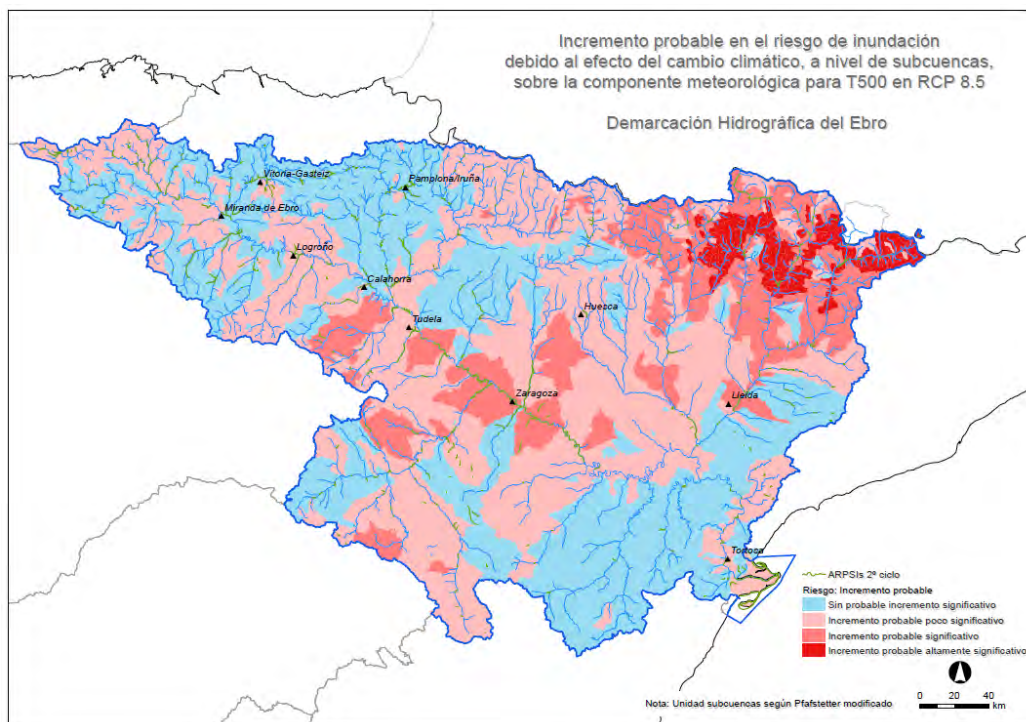 Incremento probable en el riesgo de inundación
debido al efecto del cambio climático, a nivel de subcuencas,
sobre la componente meteorológica para T500 en RCP 8.5
Demarcación Hidrográfica del Ebro
Vitoria-Gasteiz
Pamplona/Iruña
Miranda de Ebro
Logroño
Calahorra
Tudela
Huesca
Zaragoza
Lleida
Tortosa
ARPSIs 2º ciclo
Riesgo: Incremento probable
Sin probable incremento significativo
Incremento probable poco significativo
Incremento probable significativo
Incremento probable altamente significativo
Nota: Unidad subcuencas según Pfafstetter modificado
0 20 40
km